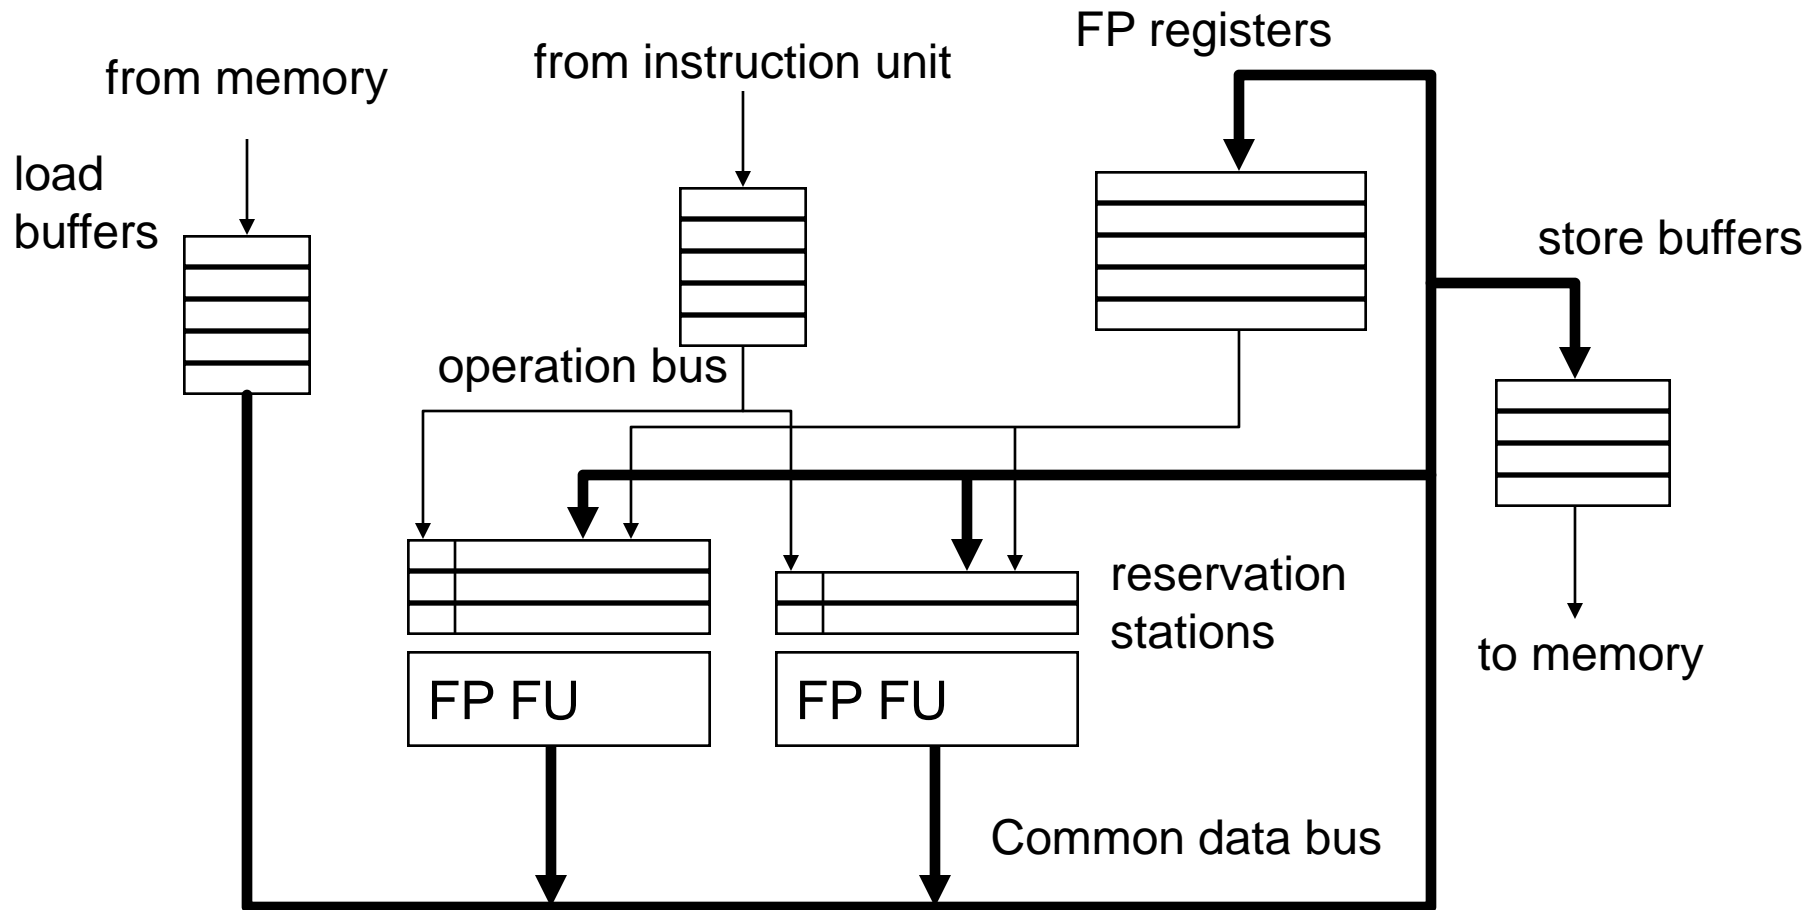 FP registers
from instruction unit
from memory
load
buffers
store buffers
operation bus
reservation
stations
to memory
FP FU
FP FU
Common data bus